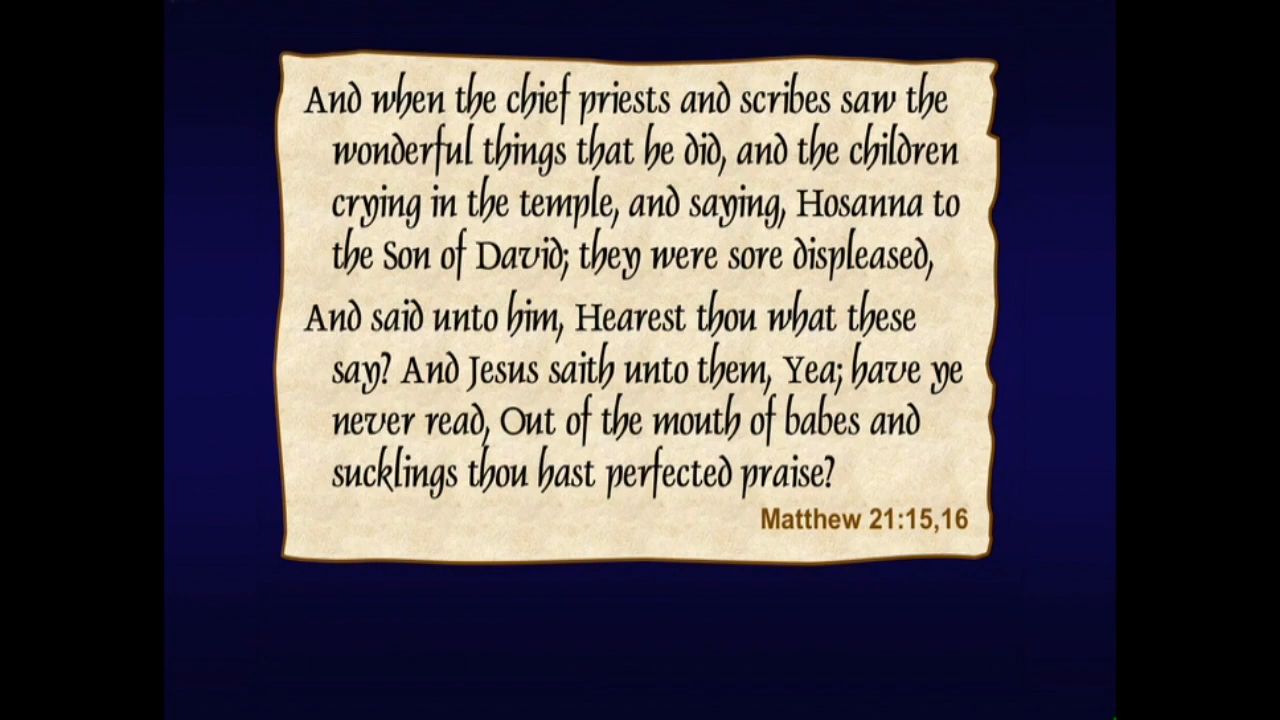 And when the chief priests and scribes saw the
wonderful things that he did, and the children
crying in the temple, and saying, Hosanna to
the Son of David; they were sore displeased,
And said unto him, Hearest thou what these
say? And Jesus saith unto them, Yea; have ye
never read, Out of the mouth of babes and
sucklings thou hast perfected praise?
Matthew 21:15,16